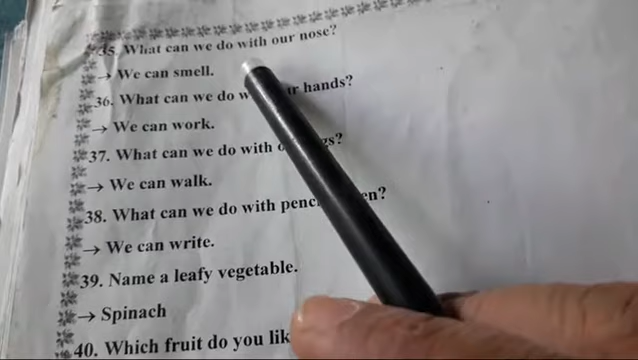 35. What can we do with our nose?
→ We can smell.
36. What can we do hands?
→ We can work.
37. What can we do with
→ We can walk.
38. What can we do with
→ We can write.
39. Name a leafy vegetable.
→ Spinach
40. Which fruit do you